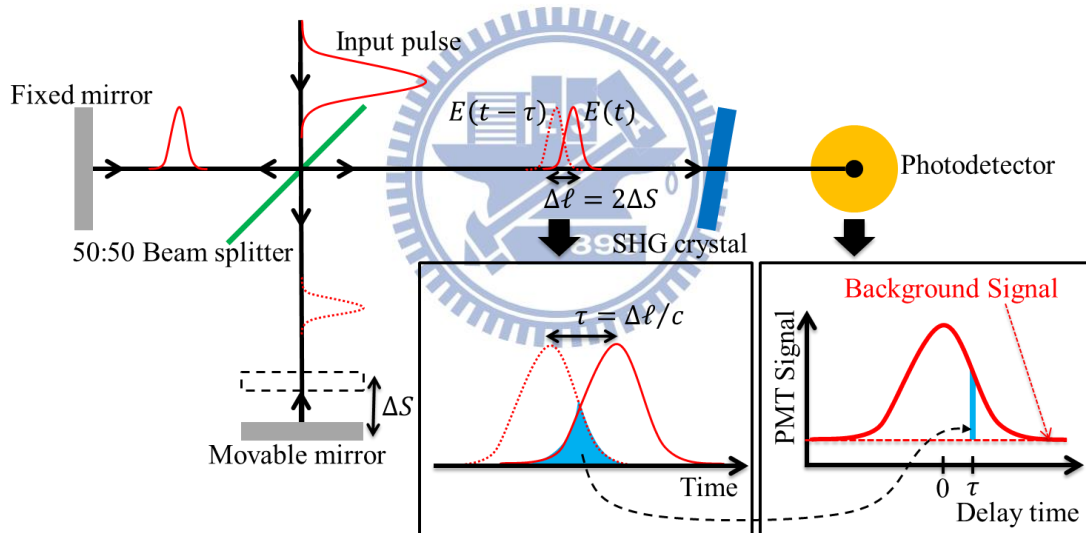 Input pulse
Fixed mirror
E(t − τ)
E(t)
Photodetector
Δℓ = 2ΔS
50:50 Beam splitter
SHG crystal
89
τ = Δℓ/c
Background Signal
PMT Signal
ΔS
Movable mirror
Time
0
τ
Delay time